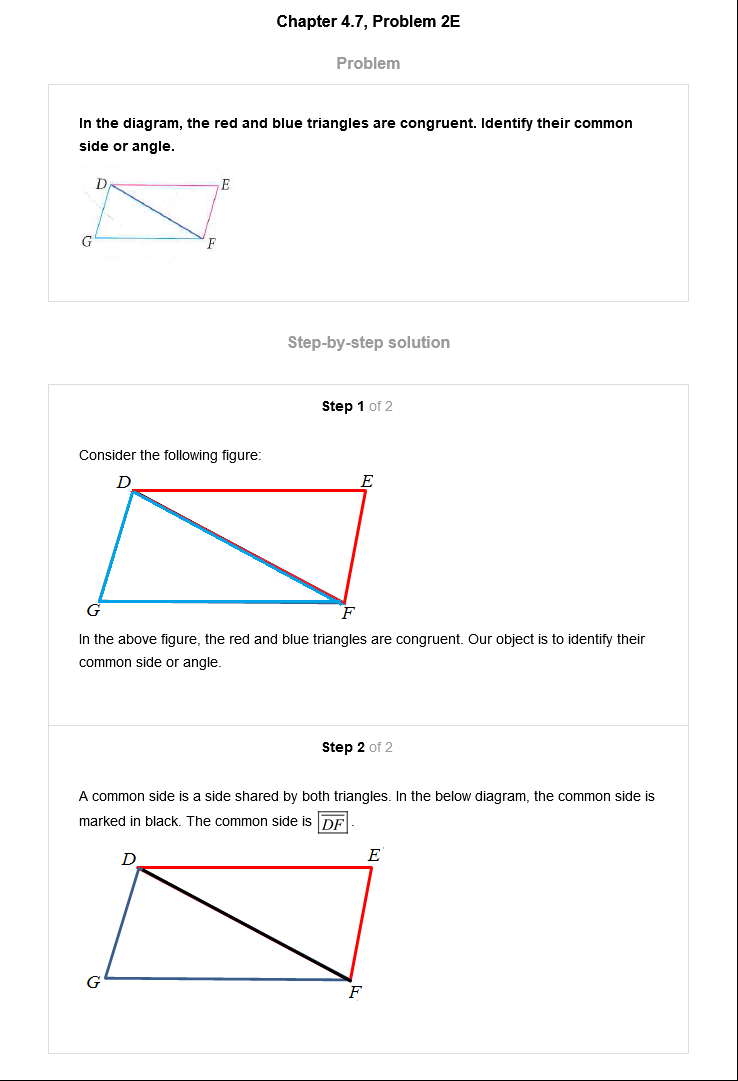 Chapter 4.7, Problem 2E
Problem
In the diagram, the red and blue triangles are congruent. Identify their common
side or angle.
D E
G F
Step-by-step solution
Step 1 of 2
Consider the following figure:
D E
G F
In the above figure, the red and blue triangles are congruent. Our object is to identify their
common side or angle.
Step 2 of 2
A common side is a side shared by both triangles. In the below diagram, the common side is
marked in black. The common side is D̅F̅ .
D E
G F